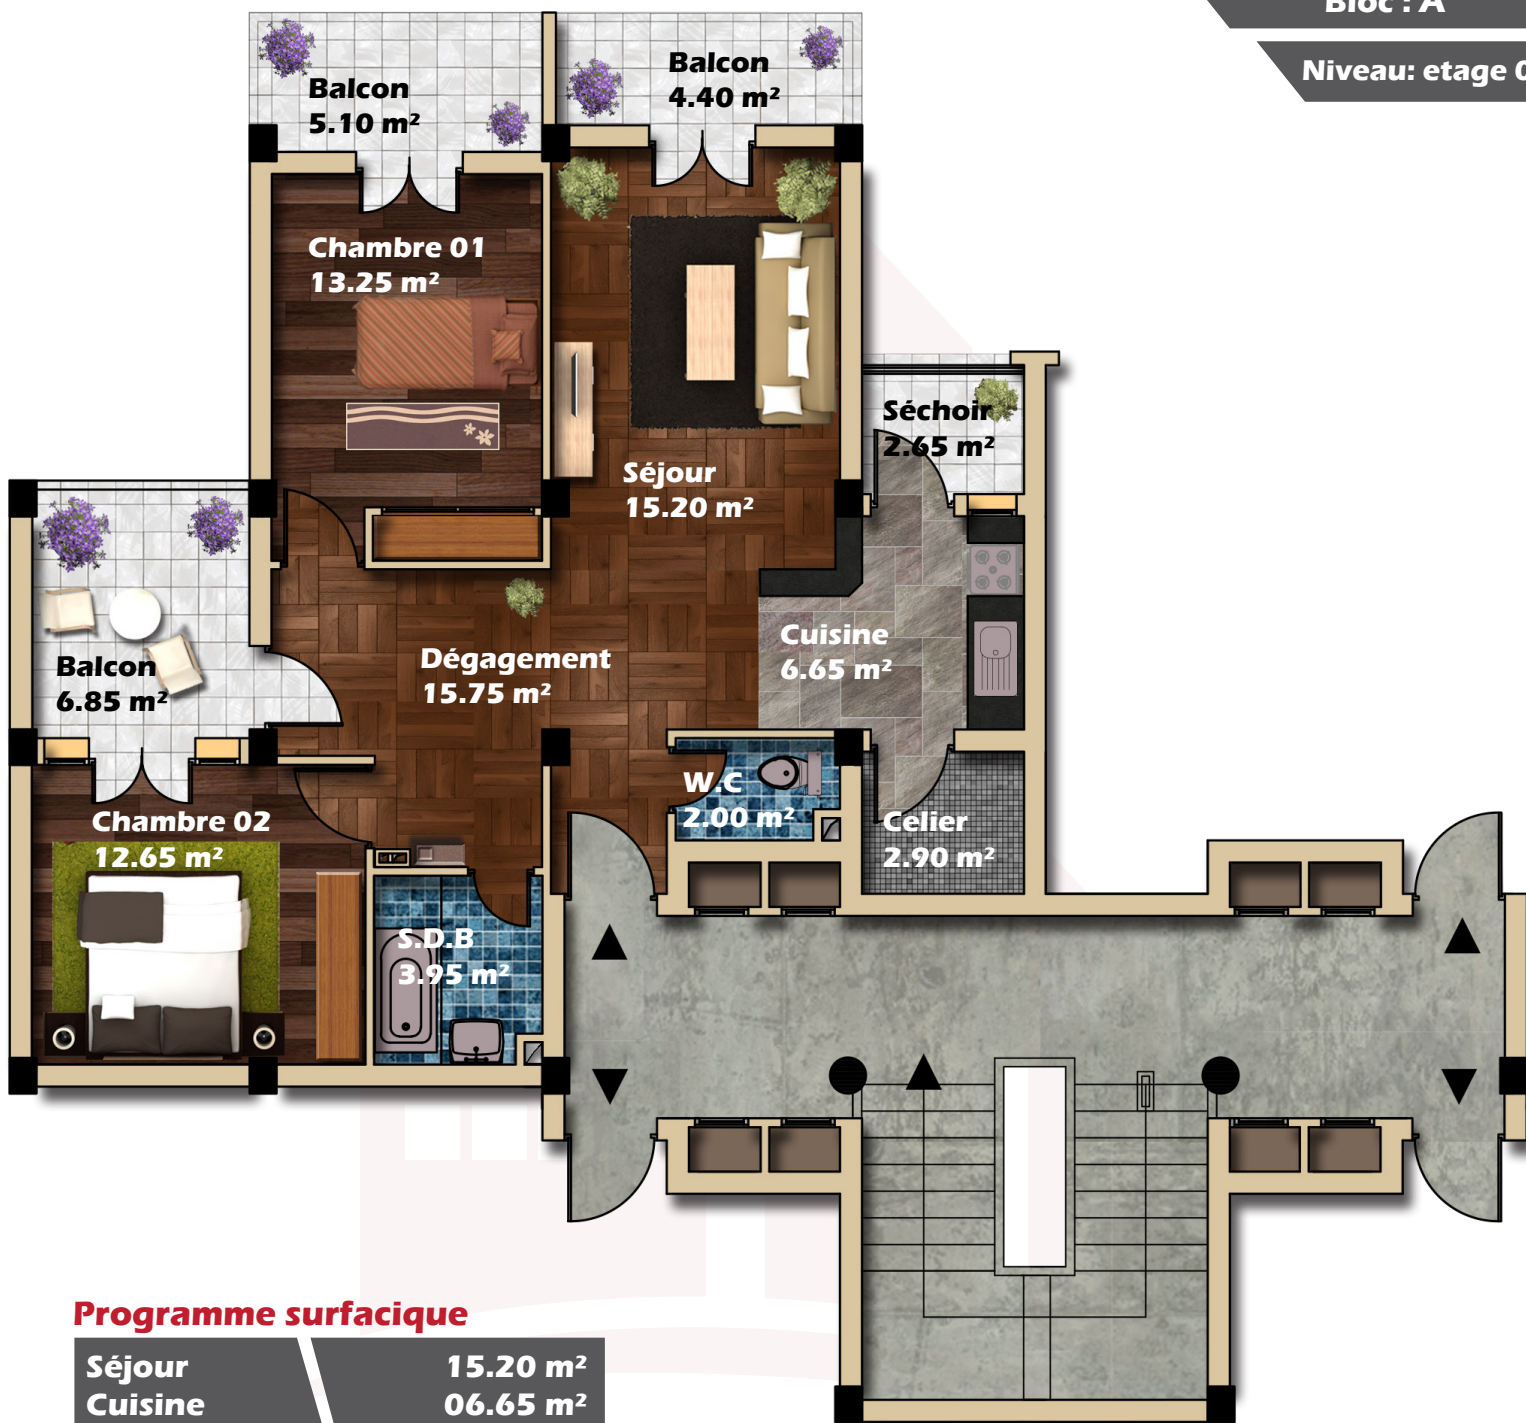 Bloc : A
Niveau: etage 0
Balcon
5.10 m²
Balcon
4.40 m²
Chambre 01
13.25 m²
Séchoir
2.65 m²
Séjour
15.20 m²
Cuisine
6.65 m²
Dégagement
15.75 m²
Balcon
6.85 m²
W.C
2.00 m²
Celier
2.90 m²
Chambre 02
12.65 m²
S.D.B
3.95 m²
Programme surfacique
Séjour 15.20 m²
Cuisine 06.65 m²